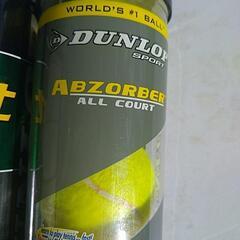 WORLD'S #1 BALL
DUNLOP
SPORT
ABZORBER
ALL COURT